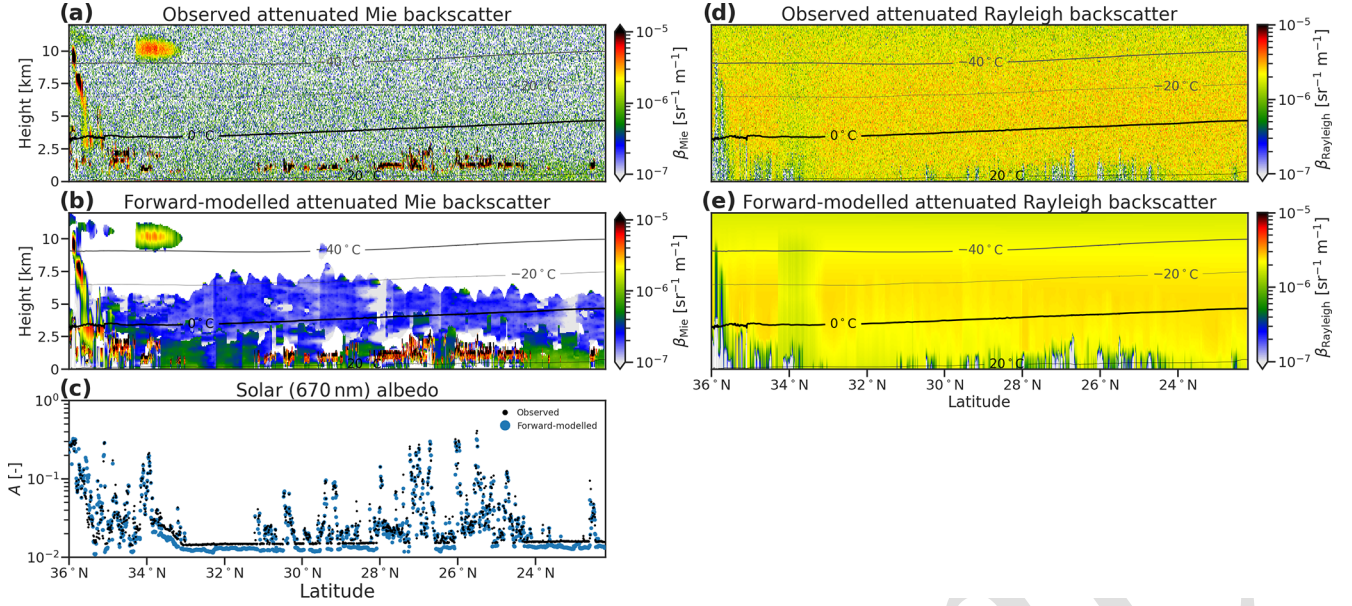 (a) Observed attenuated Mie backscatter
Height [km]
10
7.5
5
2.5
0
−40°C
−20°C
0°C
20°C
10⁻⁵
10⁻⁶
10⁻⁷
β_Mie [sr⁻¹ m⁻¹]
(b) Forward-modelled attenuated Mie backscatter
Height [km]
10
7.5
5
2.5
0
−40°C
−20°C
0°C
20°C
10⁻⁵
10⁻⁶
10⁻⁷
β_Mie [sr⁻¹ m⁻¹]
(c) Solar (670 nm) albedo
A [-]
10⁰
10⁻¹
10⁻²
Observed
Forward-modelled
36°N 34°N 32°N 30°N 28°N 26°N 24°N
Latitude
(d) Observed attenuated Rayleigh backscatter
−40°C
−20°C
0°C
20°C
10⁻⁵
10⁻⁶
10⁻⁷
β_Rayleigh [sr⁻¹ m⁻¹]
(e) Forward-modelled attenuated Rayleigh backscatter
−40°C
−20°C
0°C
20°C
10⁻⁵
10⁻⁶
10⁻⁷
β_Rayleigh [sr⁻¹ m⁻¹]
36°N 34°N 32°N 30°N 28°N 26°N 24°N
Latitude